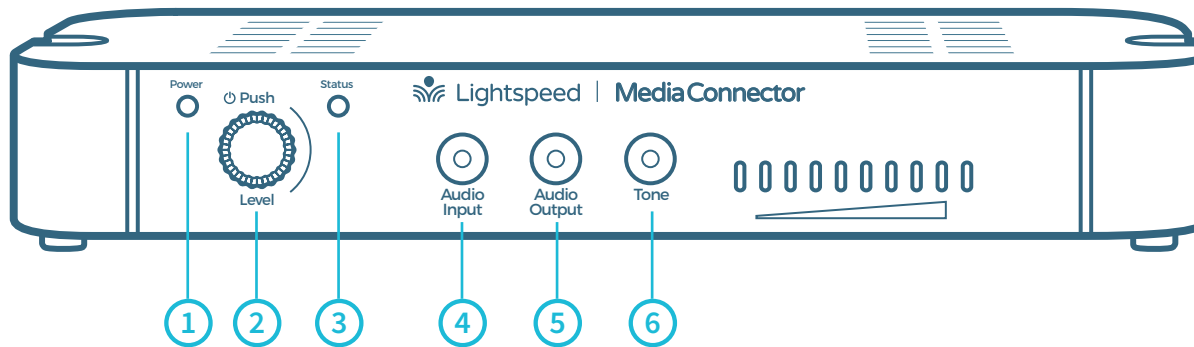 Power
Push
Status
Level
Lightspeed | MediaConnector
Audio
Input
Audio
Output
Tone
1
2
3
4
5
6